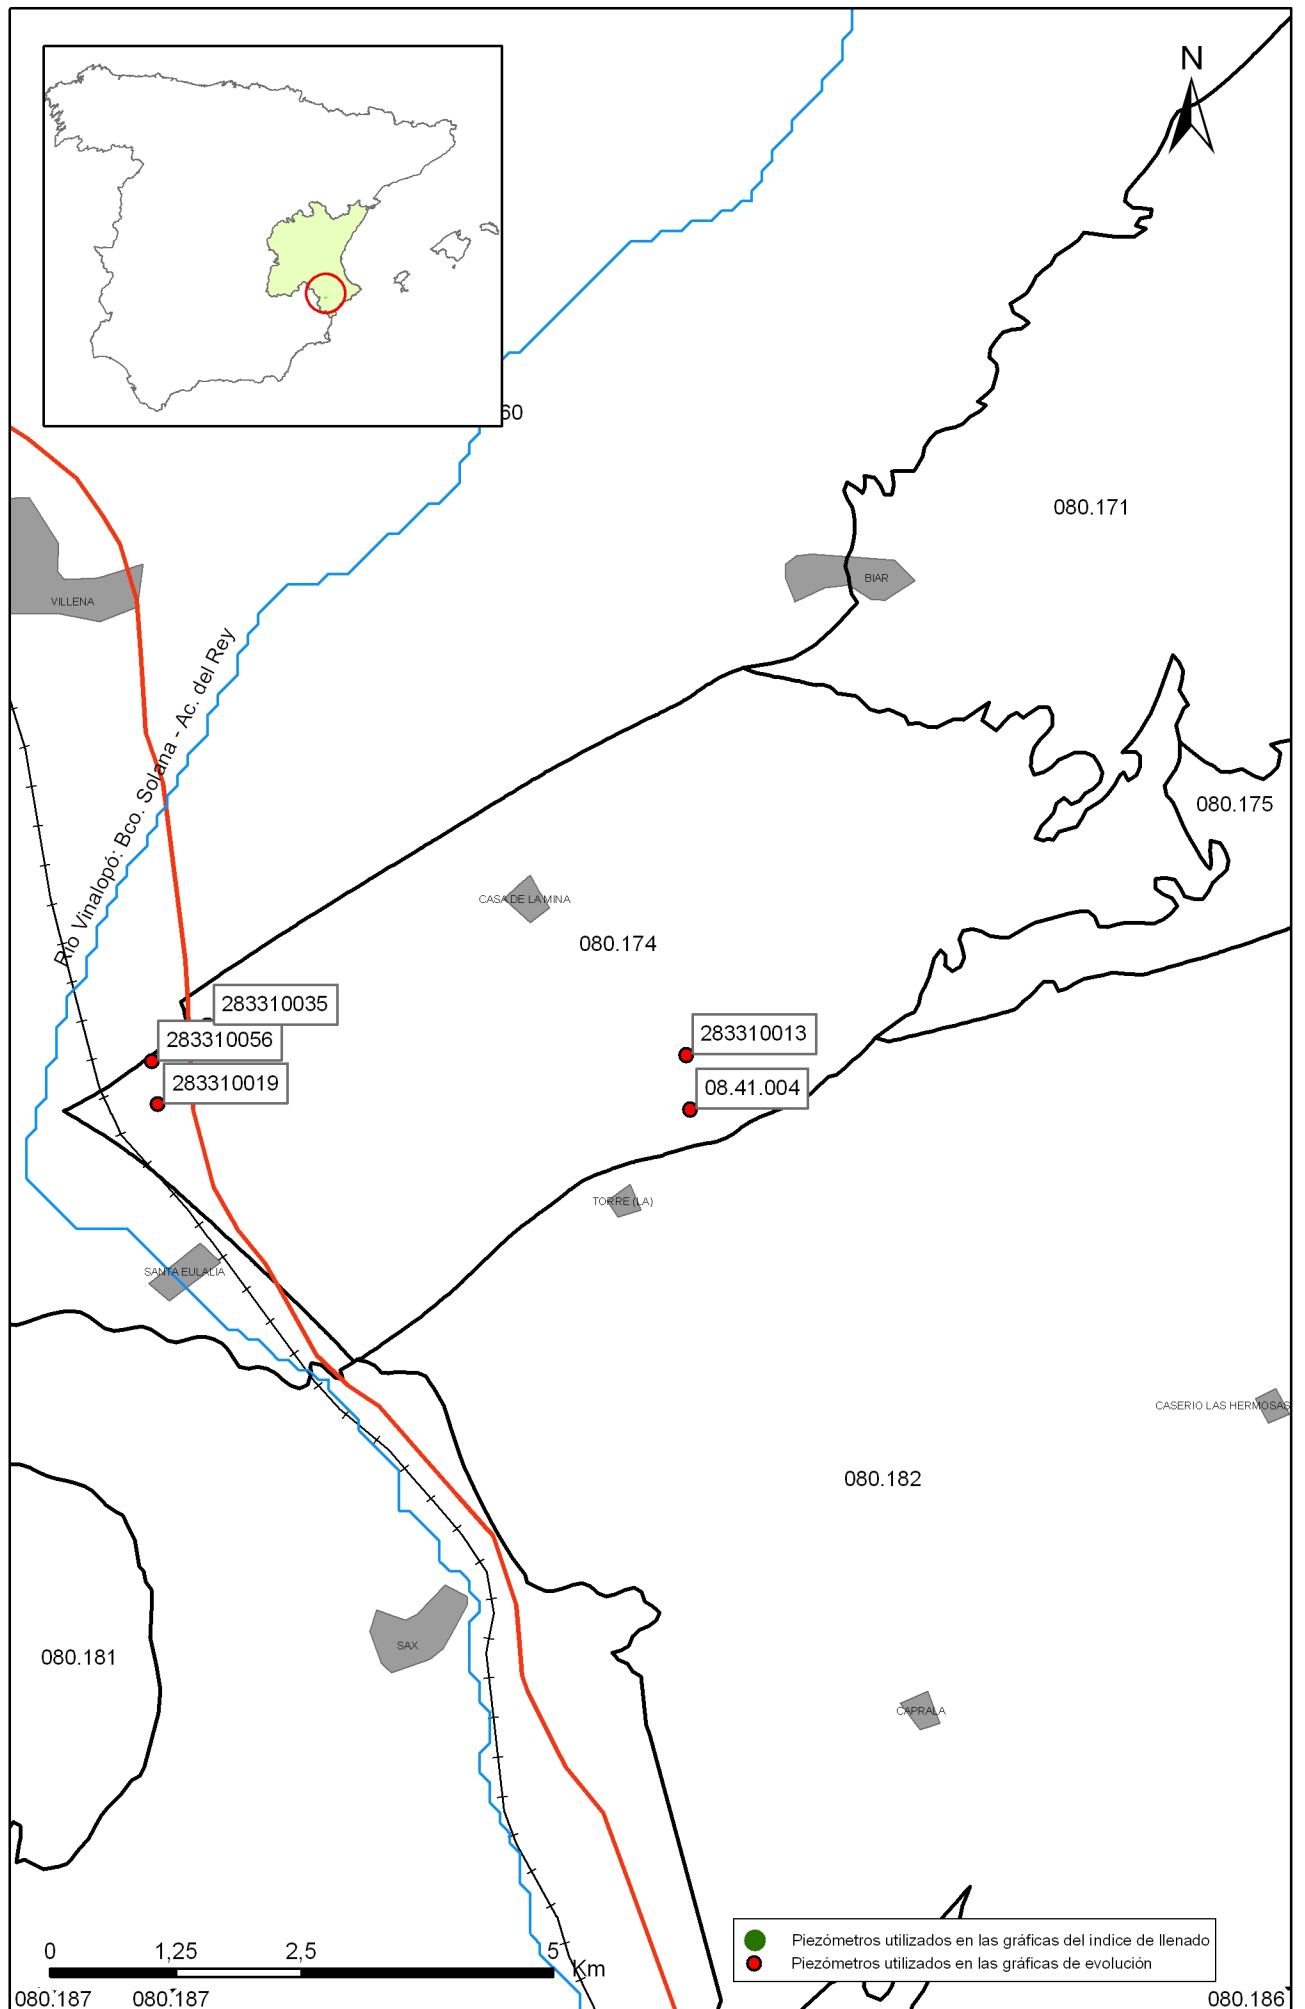 N
60
080.171
BIAR
VILLENA
Río Vinalopó: Bco. Solana - Ac. del Rey
080.175
CASA DE LA MINA
080.174
283310035
283310056
283310013
283310019
08.41.004
TORRE (LA)
SANTA EULALIA
CASERIO LAS HERMOSAS
080.182
080.181
SAX
CAPRALA
Piezómetros utilizados en las gráficas del índice de llenado
Piezómetros utilizados en las gráficas de evolución
0 1,25 2,5 5
Km
080.187 080.187 080.186